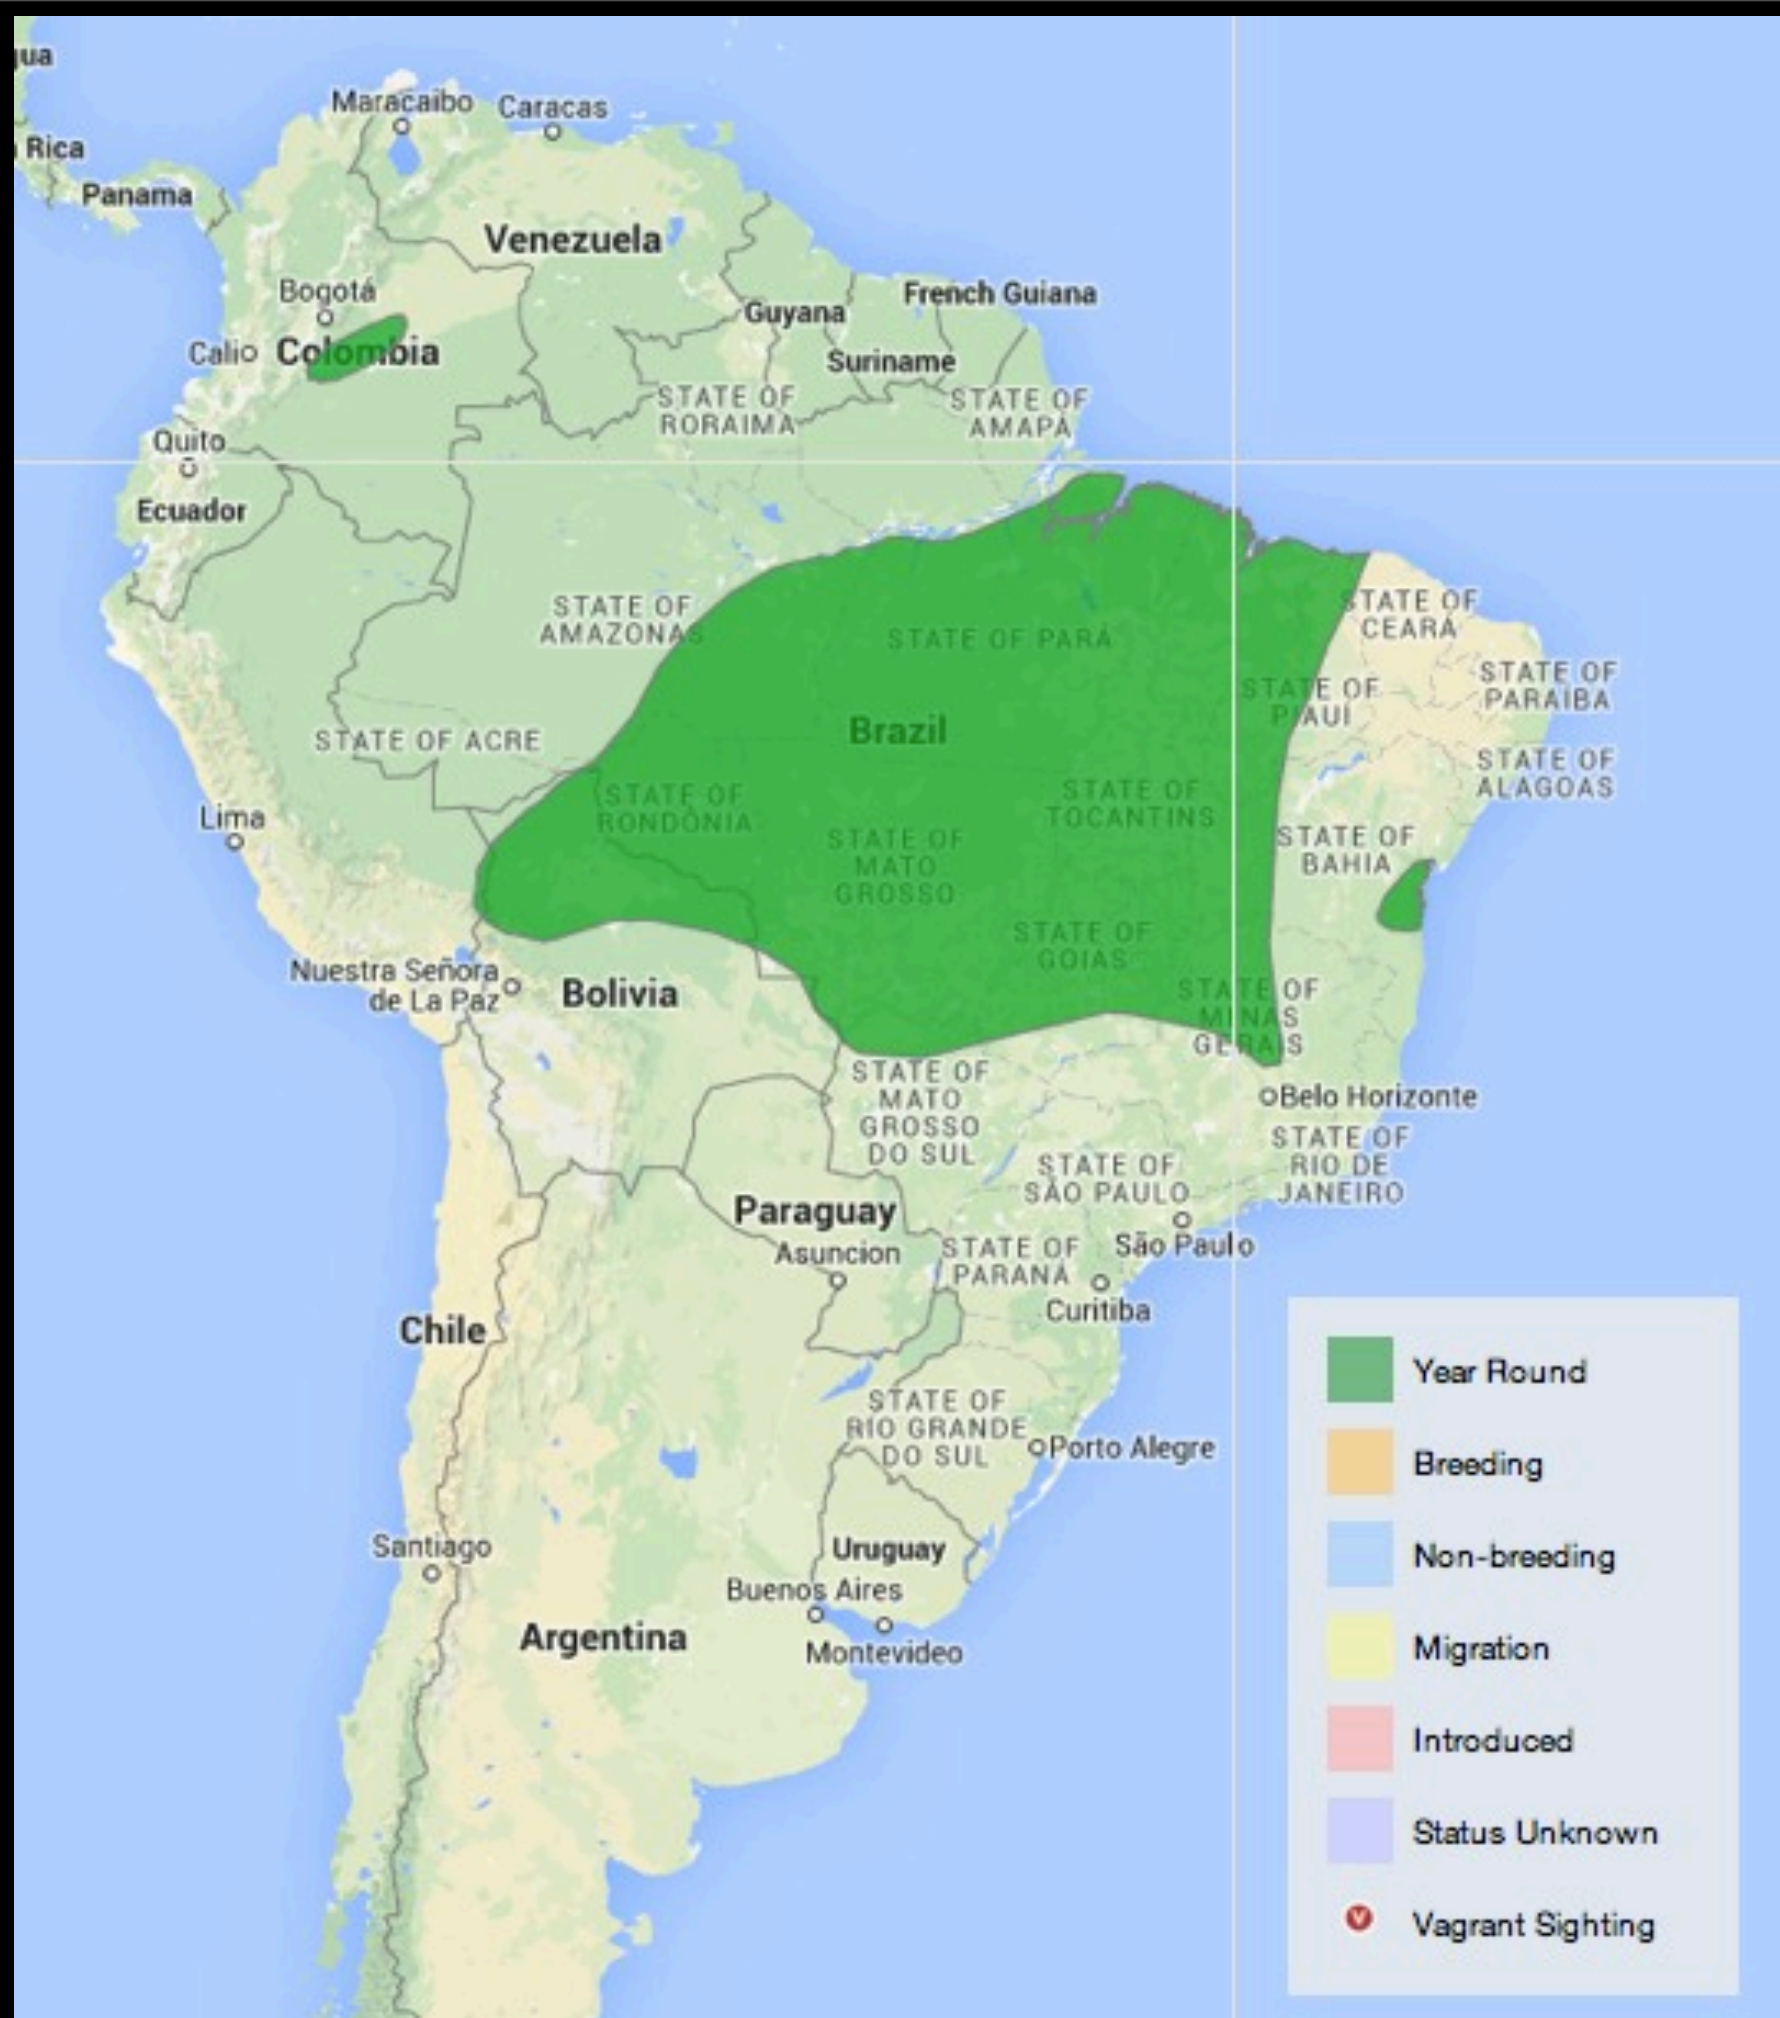 ua
Maracaibo
Caracas
Rica
Panama
Venezuela
Bogotá
French Guiana
Guyana
Calio
Colombia
Suriname
STATE OF
RORAIMA
STATE OF
AMAPÁ
Quito
Ecuador
STATE OF
AMAZONAS
STATE OF PARÁ
STATE OF
CEARÁ
STATE OF
PARAIBA
STATE OF
PIAUÍ
STATE OF ACRE
Brazil
STATE OF
ALAGOAS
STATE OF
RONDÔNIA
STATE OF
TOCANTINS
Lima
STATE OF
MATO
GROSSO
STATE OF
BAHIA
STATE OF
GOIÁS
Nuestra Señora
de La Paz
Bolivia
STATE OF
MINAS
GERAIS
STATE OF
MATO
GROSSO
DO SUL
Belo Horizonte
STATE OF
RIO DE
JANEIRO
STATE OF
SÃO PAULO
Paraguay
Asuncion
STATE OF
PARANÁ
São Paulo
Curitiba
Chile
STATE OF
RIO GRANDE
DO SUL
Porto Alegre
Santiago
Uruguay
Buenos Aires
Argentina
Montevideo
Year Round
Breeding
Non-breeding
Migration
Introduced
Status Unknown
V
Vagrant Sighting